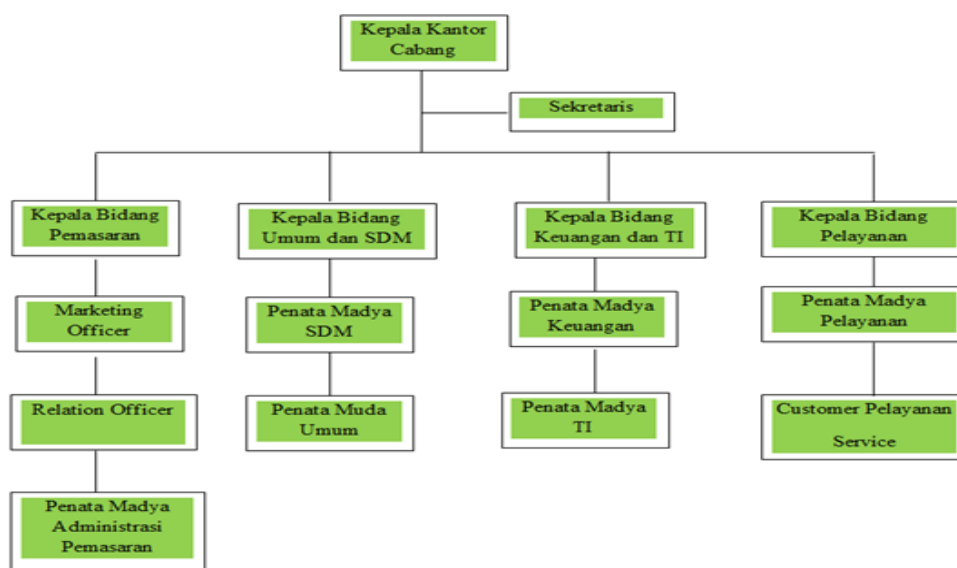 Kepala Kantor
Cabang
Sekretaris
Kepala Bidang
Pemasaran
Kepala Bidang
Umum dan SDM
Kepala Bidang
Keuangan dan TI
Kepala Bidang
Pelayanan
Marketing
Officer
Penata Madya
SDM
Penata Madya
Keuangan
Penata Madya
Pelayanan
Relation Officer
Penata Muda
Umum
Penata Madya
TI
Customer Pelayanan
Service
Penata Madya
Administrasi
Pemasaran